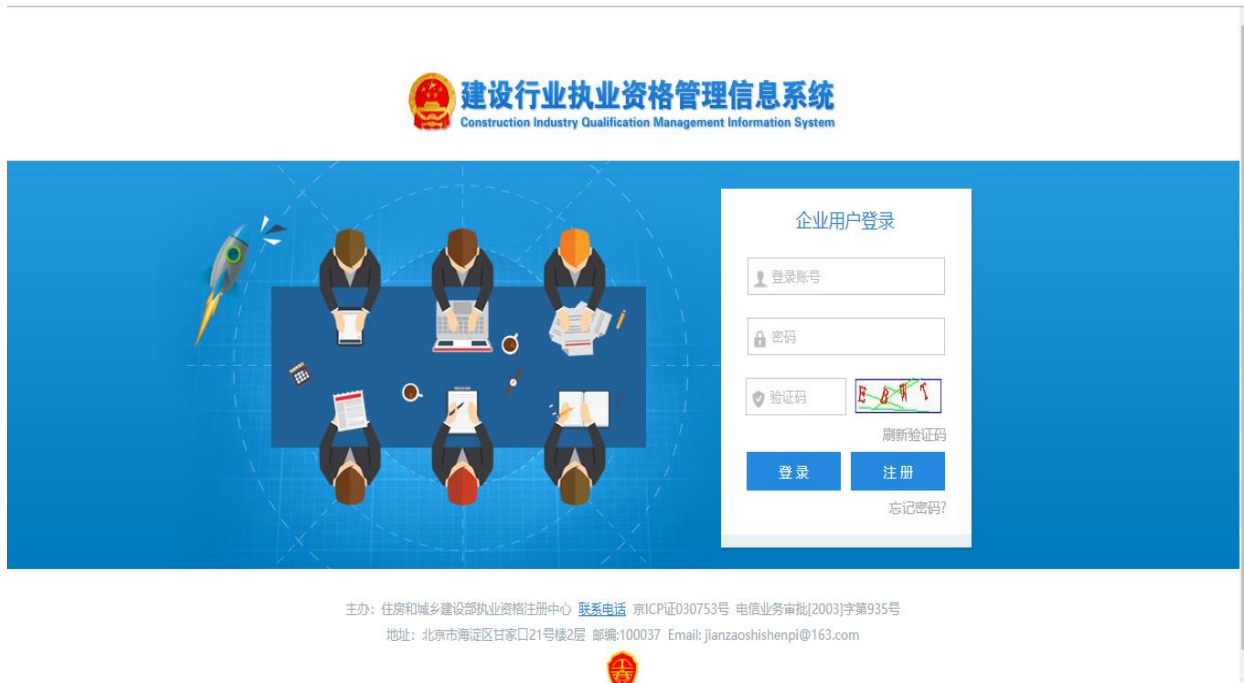 建设行业执业资格管理信息系统
Construction Industry Qualification Management Information System
企业用户登录
登录账号
密码
验证码 E8WT
刷新验证码
登录 注册
忘记密码?
主办：住房和城乡建设部执业资格注册中心 联系电话 京ICP证030753号 电信业务审批[2003]字第935号
地址：北京市海淀区甘家口21号楼2层 邮编:100037 Email: jianzaoshishenpi@163.com